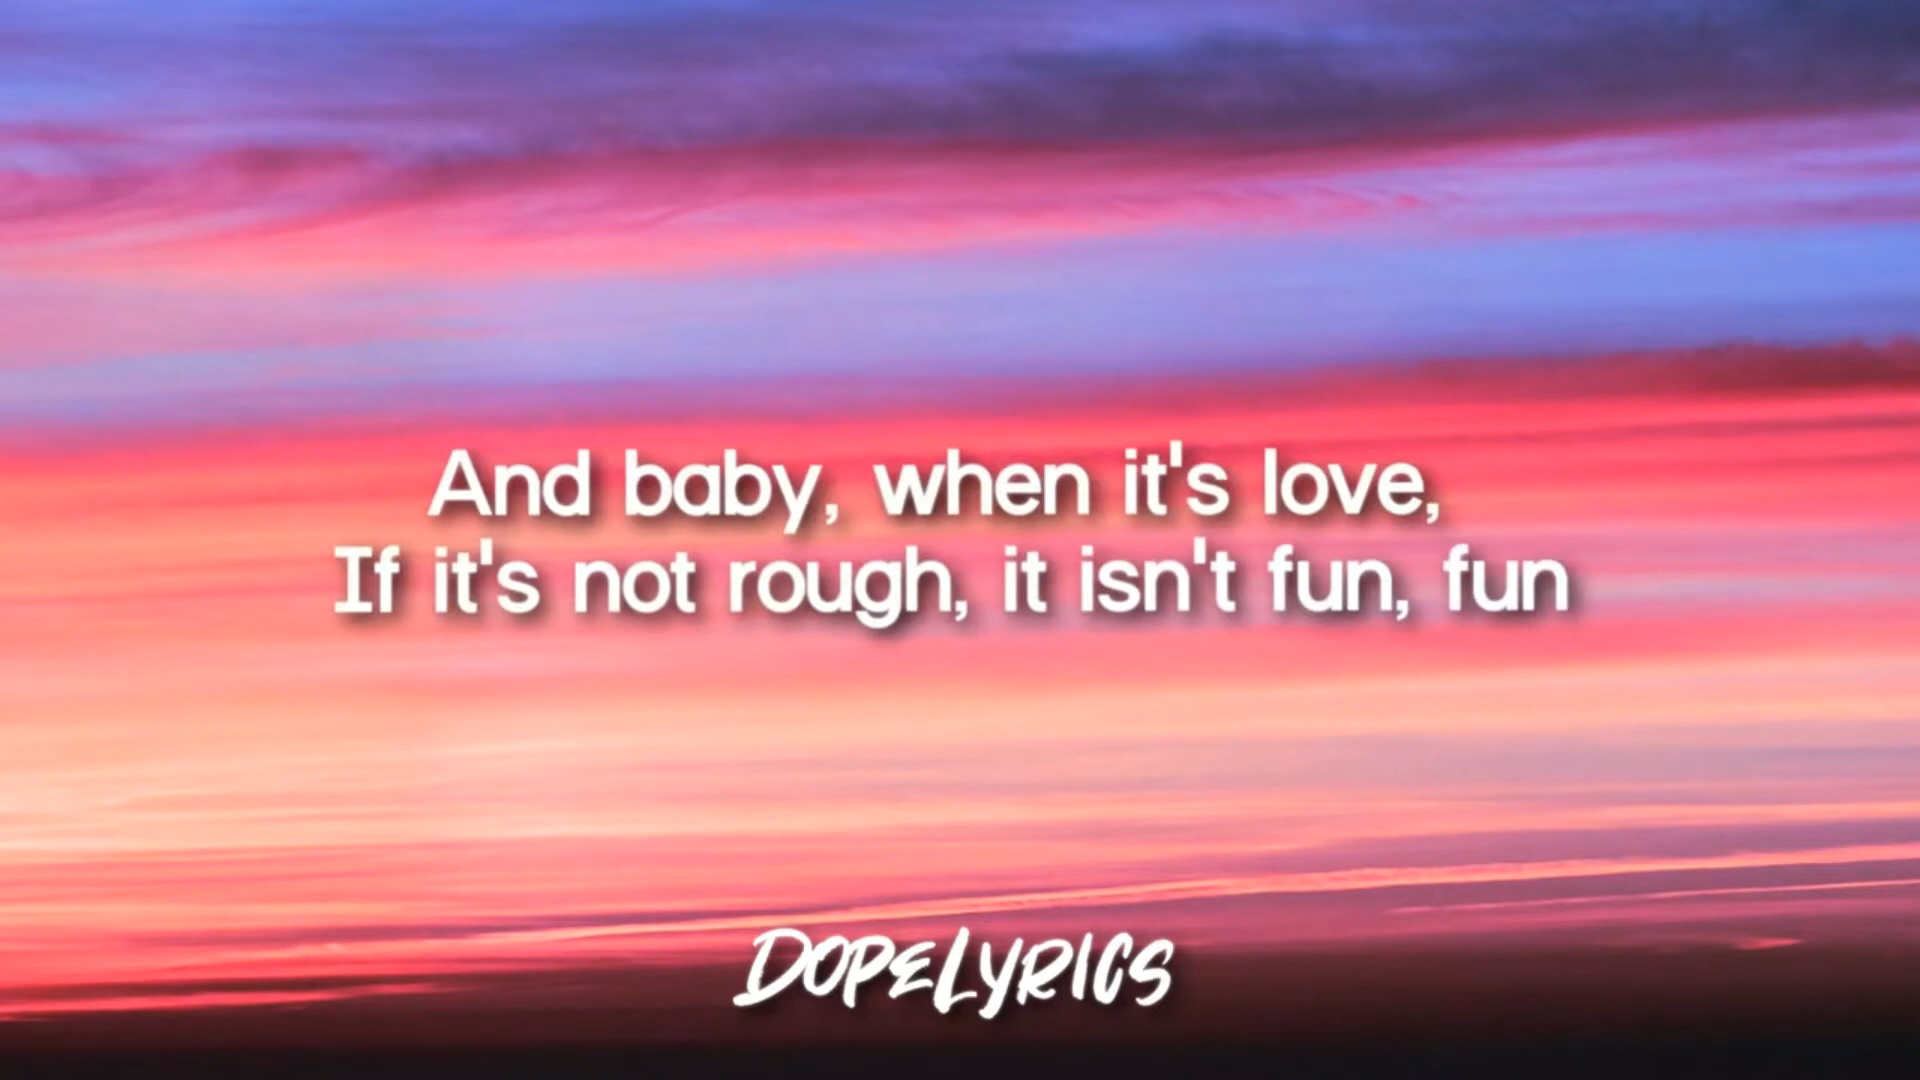 And baby, when it's love,
If it's not rough, it isn't fun, fun
DOPELYRICS